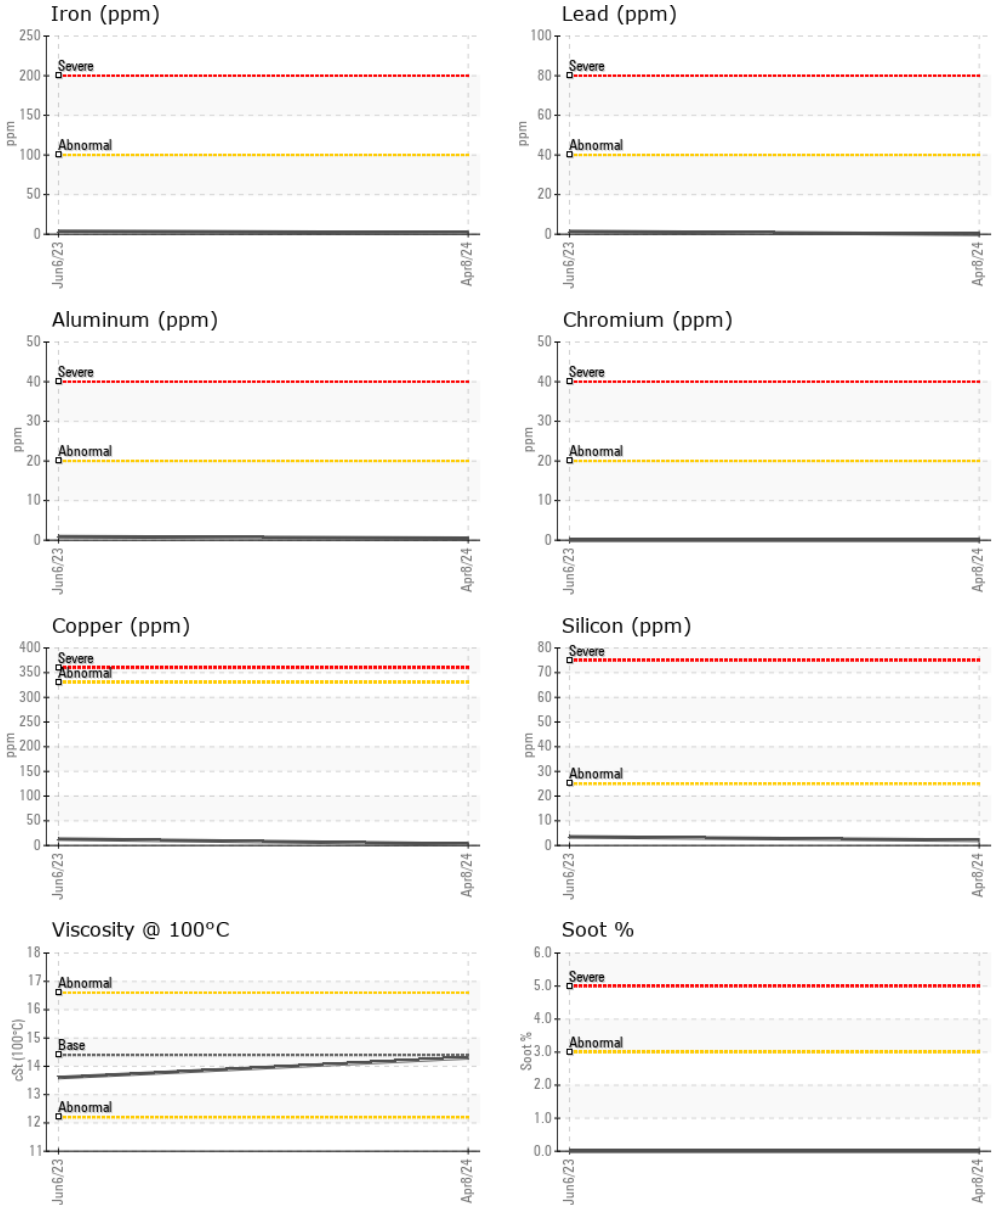 Iron (ppm)
250
200
150
100
50
0
ppm
Severe
Abnormal
Jun6/23
Apr8/24
Lead (ppm)
100
80
60
40
20
0
ppm
Severe
Abnormal
Jun6/23
Apr8/24
Aluminum (ppm)
50
40
30
20
10
0
ppm
Severe
Abnormal
Jun6/23
Apr8/24
Chromium (ppm)
50
40
30
20
10
0
ppm
Severe
Abnormal
Jun6/23
Apr8/24
Copper (ppm)
400
350
300
250
200
150
100
50
0
ppm
Severe
Abnormal
Jun6/23
Apr8/24
Silicon (ppm)
80
70
60
50
40
30
20
10
0
ppm
Severe
Abnormal
Jun6/23
Apr8/24
Viscosity @ 100°C
18
17
16
15
14
13
12
11
cSt (100°C)
Abnormal
Base
Abnormal
Jun6/23
Apr8/24
Soot %
6.0
5.0
4.0
3.0
2.0
1.0
0.0
Soot %
Severe
Abnormal
Jun6/23
Apr8/24